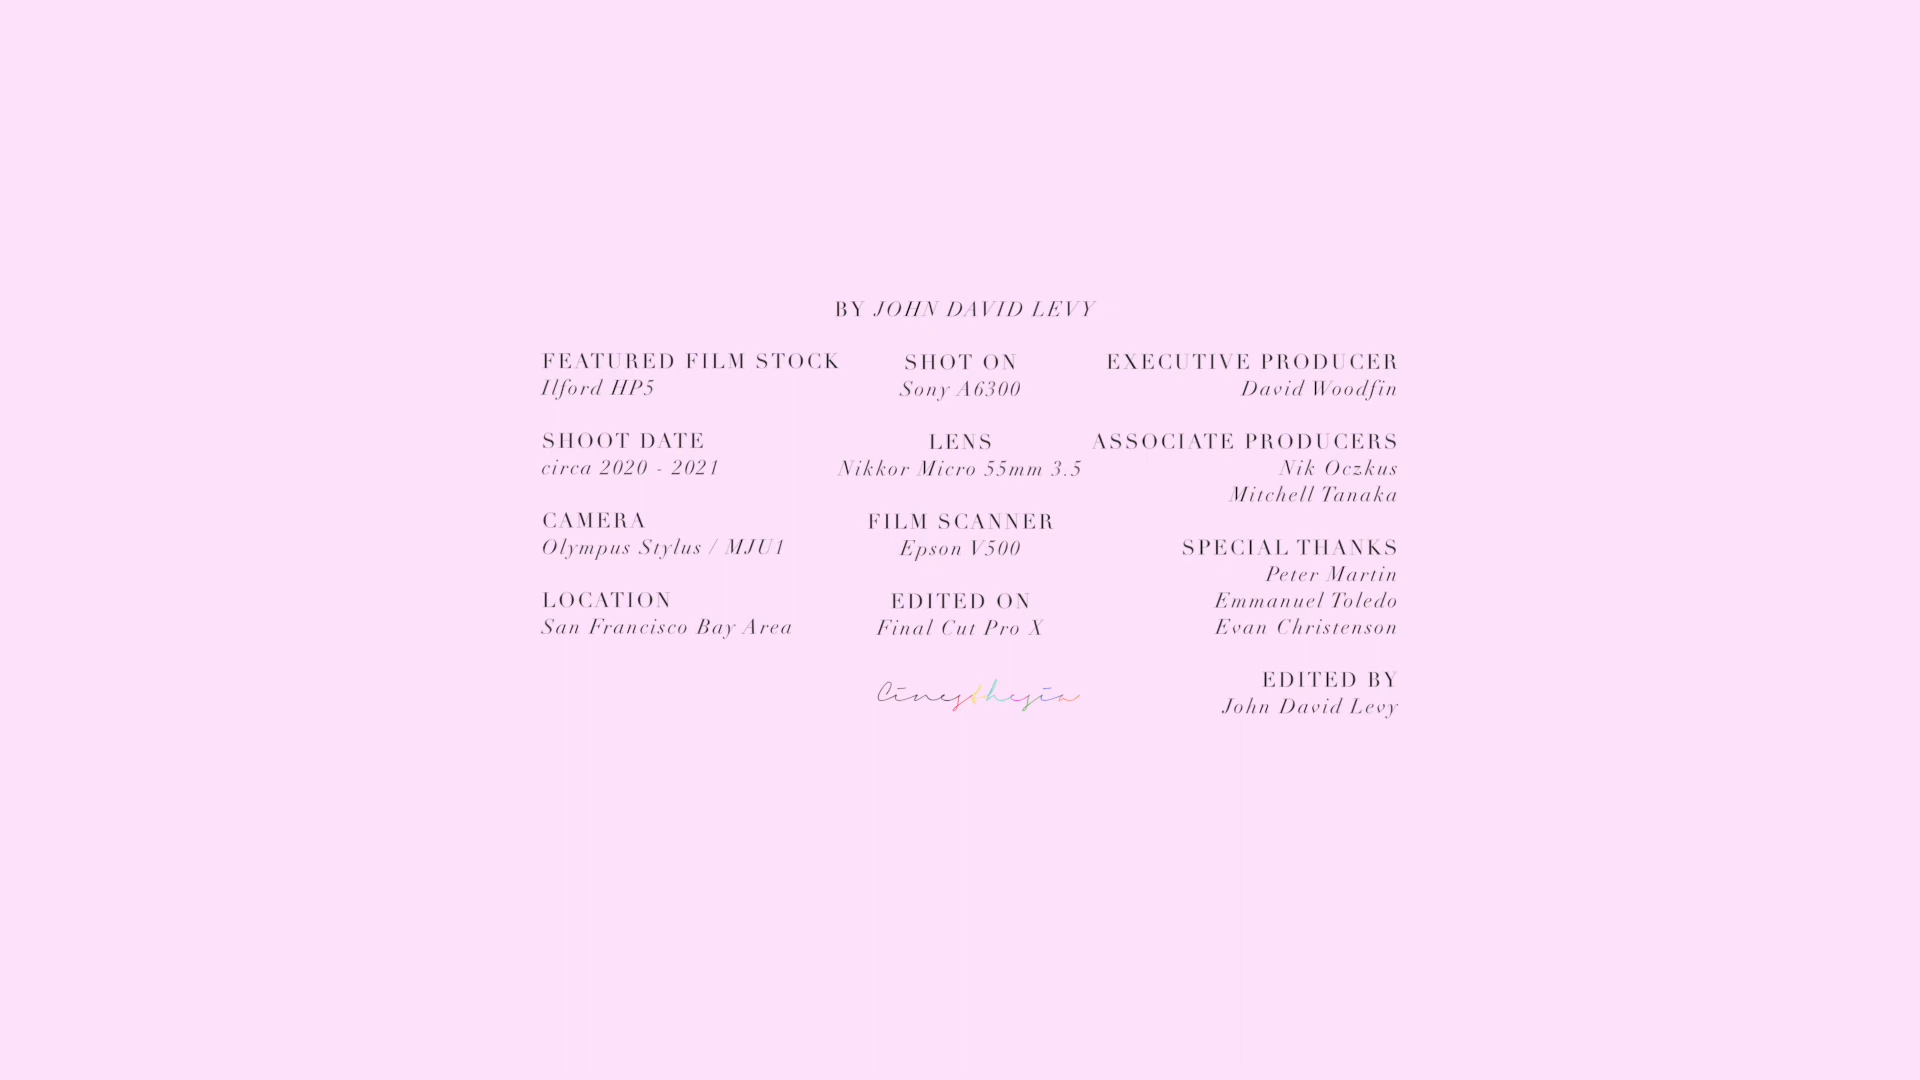 BY JOHN DAVID LEVY
FEATURED FILM STOCK
Ilford HP5
SHOOT DATE
circa 2020 - 2021
CAMERA
Olympus Stylus / MJU1
LOCATION
San Francisco Bay Area
SHOT ON
Sony A6300
LENS
Nikkor Micro 55mm 3.5
FILM SCANNER
Epson V500
EDITED ON
Final Cut Pro X
Cinesthesia
EXECUTIVE PRODUCER
David Woodfin
ASSOCIATE PRODUCERS
Nik Oczkus
Mitchell Tanaka
SPECIAL THANKS
Peter Martin
Emmanuel Toledo
Evan Christenson
EDITED BY
John David Levy